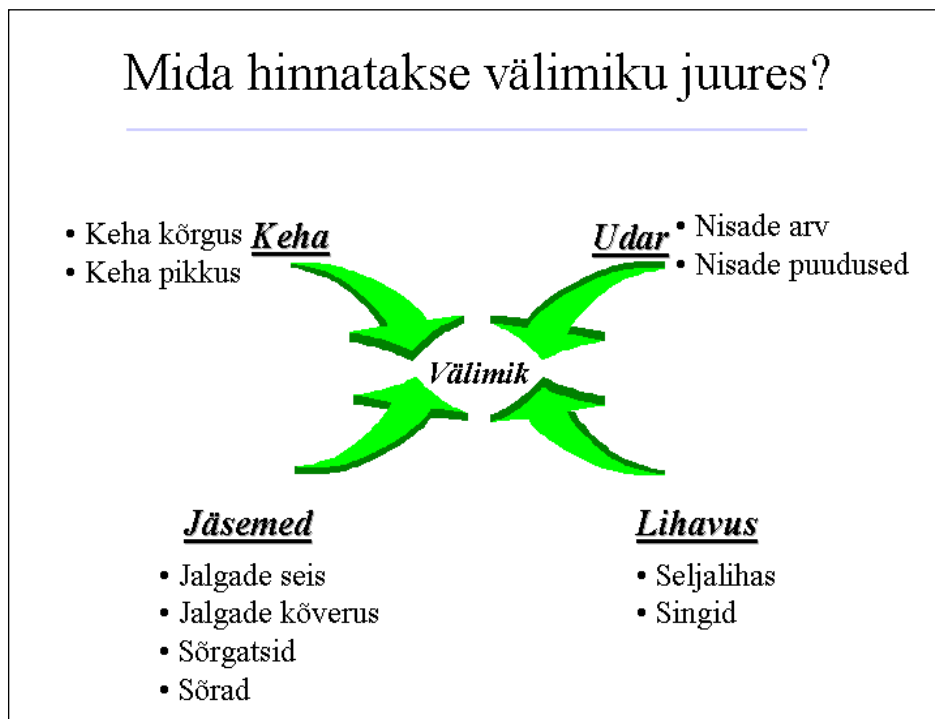 Mida hinnatakse välimiku juures?
• Keha kõrgus
• Keha pikkus
Keha
Udar
• Nisade arv
• Nisade puudused
Välimik
Jäsemed
• Jalgade seis
• Jalgade kõverus
• Sõrgatsid
• Sõrad
Lihavus
• Seljalihas
• Singid